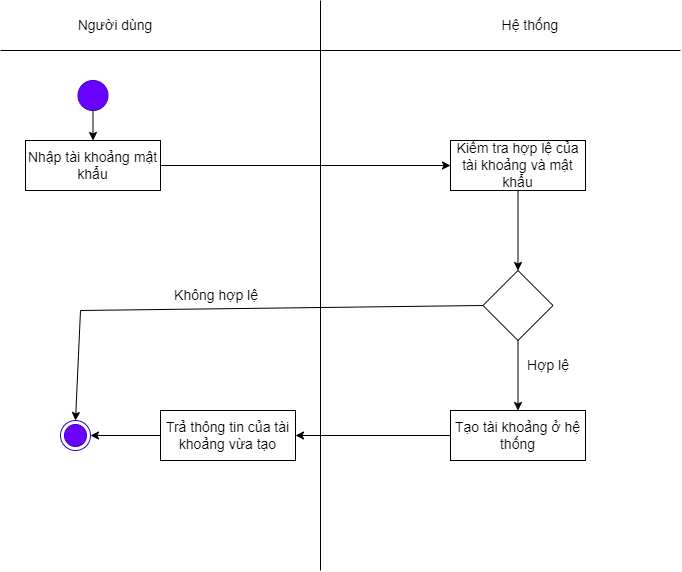 Người dùng
Hệ thống
Nhập tài khoảng mật
khẩu
Kiểm tra hợp lệ của
tài khoảng và mật
khẩu
Không hợp lệ
Hợp lệ
Trả thông tin của tài
khoảng vừa tạo
Tạo tài khoảng ở hệ
thống